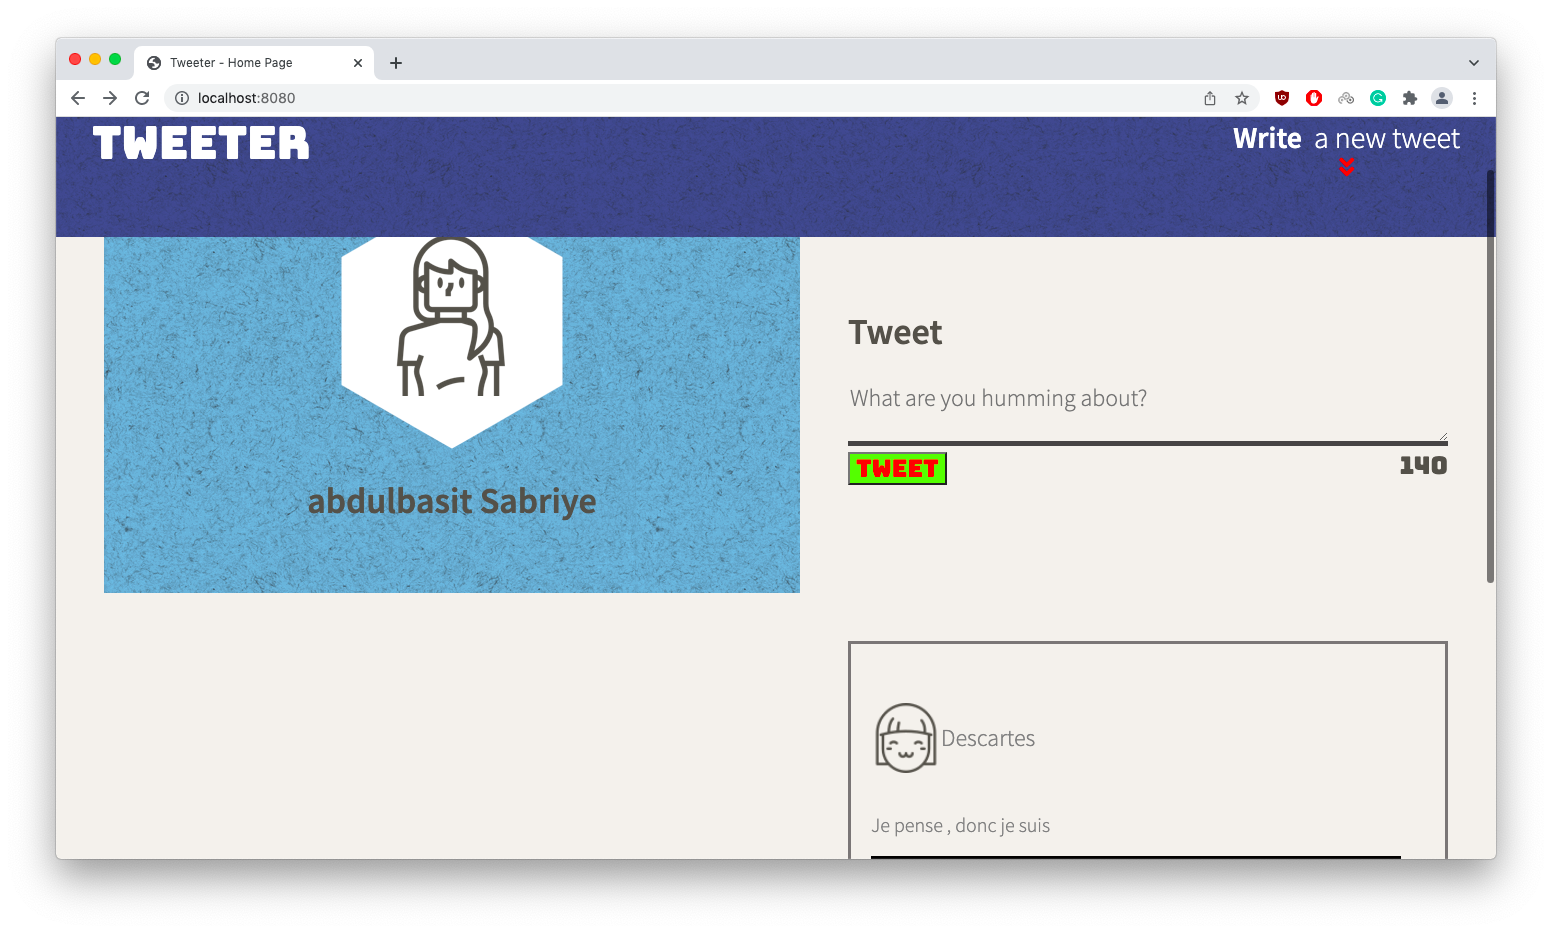 Tweeter - Home Page
localhost:8080
TWEETER
Write a new tweet
abdulbasit Sabriye
Tweet
What are you humming about?
TWEET
140
Descartes
Je pense , donc je suis